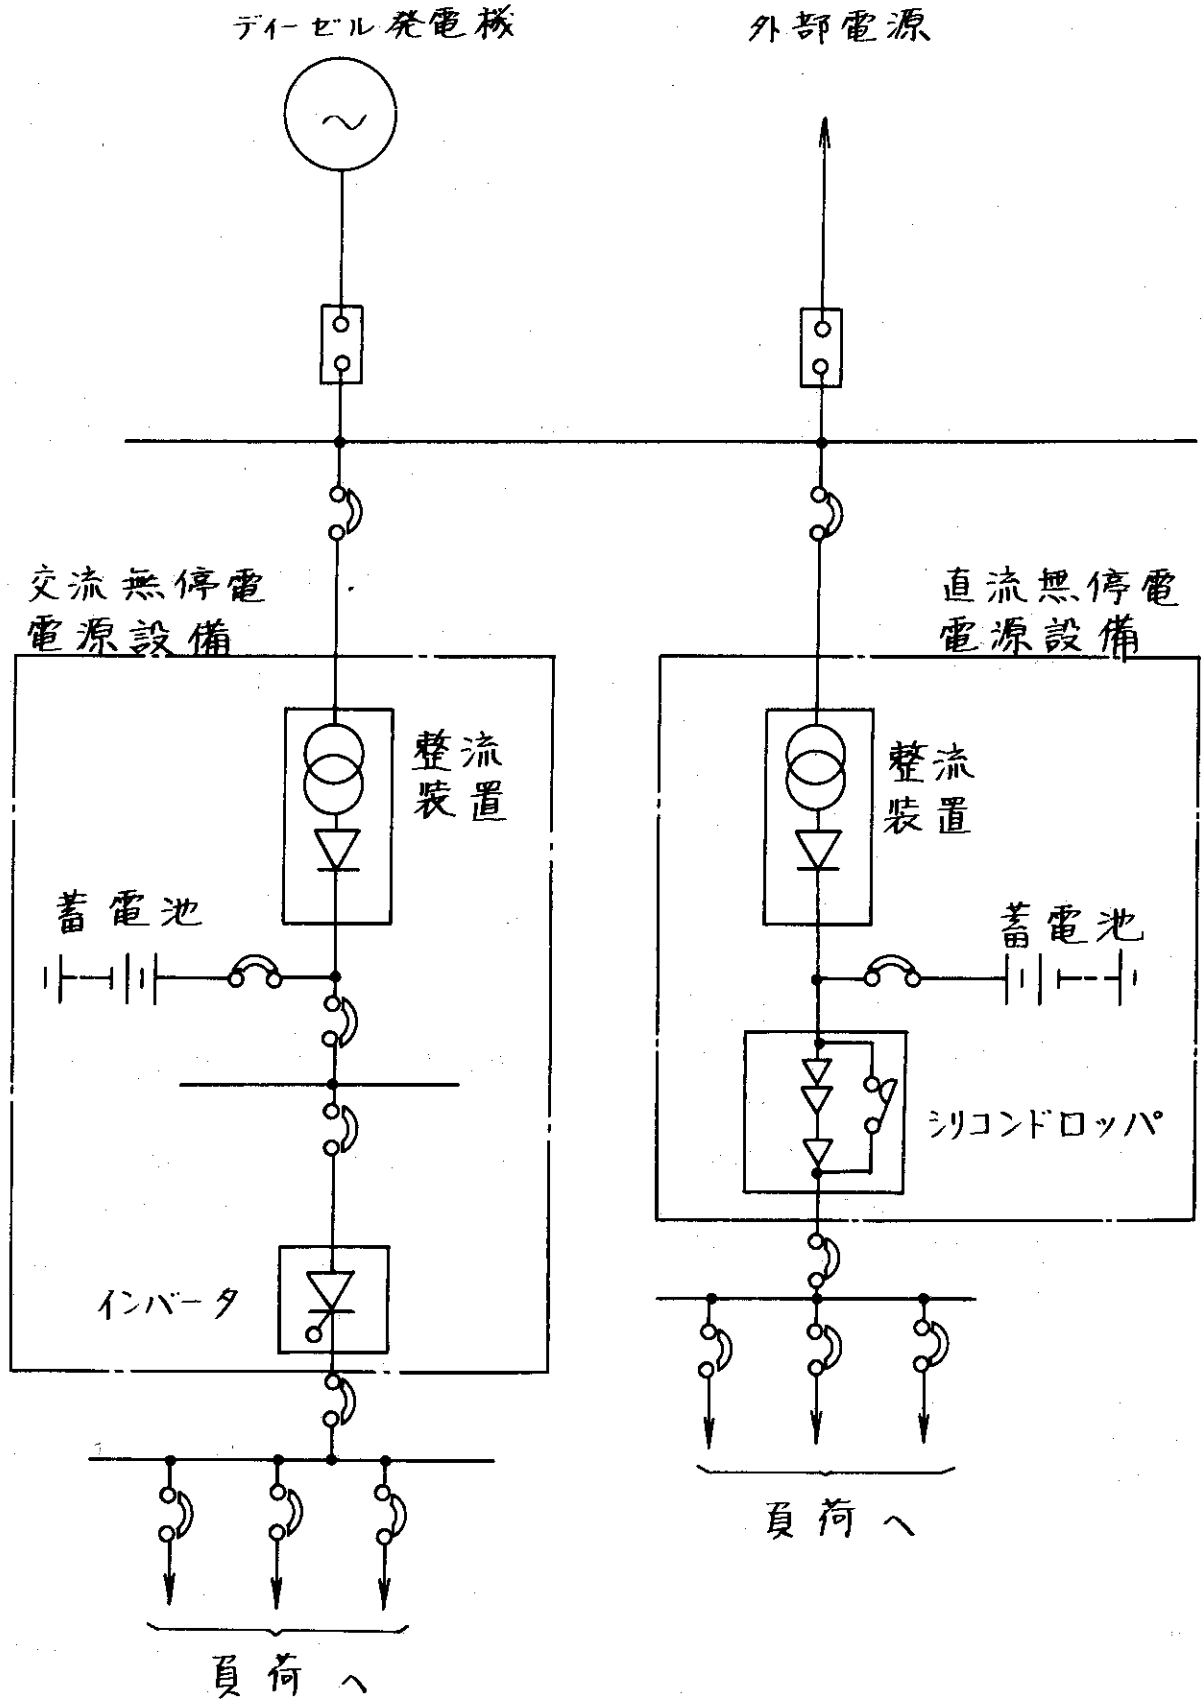 ディーゼル発電機
外部電源
交流無停電
電源設備
直流無停電
電源設備
整流
装置
整流
装置
蓄電池
蓄電池
シリコンドロッパ
インバータ
負荷へ
負荷へ